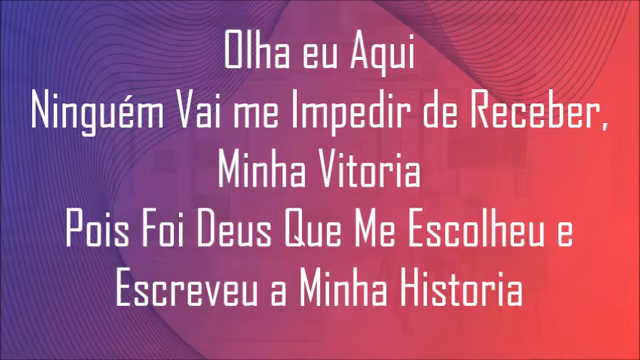 Olha eu Aqui
Ninguém Vai me Impedir de Receber,
Minha Vitoria
Pois Foi Deus Que Me Escolheu e
Escreveu a Minha Historia